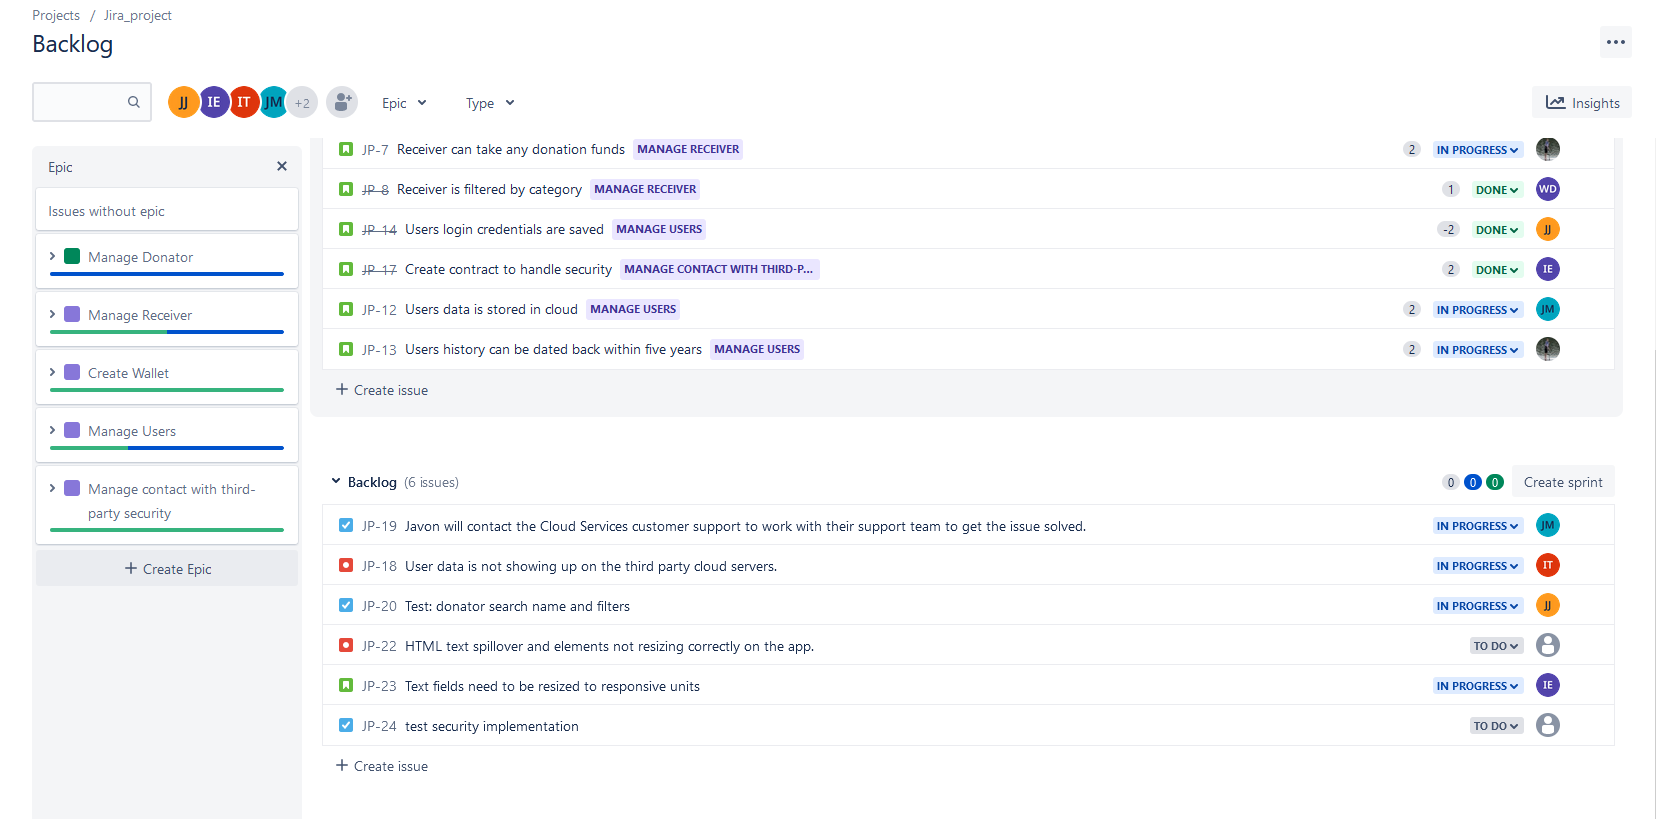 Projects / Jira_project
Backlog
JJ IE IT JM +2 Epic Type Insights
Epic
Issues without epic
Manage Donator
Manage Receiver
Create Wallet
Manage Users
Manage contact with third-
party security
Create Epic
JP-7 Receiver can take any donation funds MANAGE RECEIVER 2 IN PROGRESS
JP-8 Receiver is filtered by category MANAGE RECEIVER 1 DONE WD
JP-14 Users login credentials are saved MANAGE USERS -2 DONE JJ
JP-17 Create contract to handle security MANAGE CONTACT WITH THIRD-P... 2 DONE IE
JP-12 Users data is stored in cloud MANAGE USERS 2 IN PROGRESS JM
JP-13 Users history can be dated back within five years MANAGE USERS 2 IN PROGRESS
Create issue
Backlog (6 issues) 0 0 0 Create sprint
JP-19 Javon will contact the Cloud Services customer support to work with their support team to get the issue solved. IN PROGRESS JM
JP-18 User data is not showing up on the third party cloud servers. IN PROGRESS IT
JP-20 Test: donator search name and filters IN PROGRESS JJ
JP-22 HTML text spillover and elements not resizing correctly on the app. TO DO
JP-23 Text fields need to be resized to responsive units IN PROGRESS IE
JP-24 test security implementation TO DO
Create issue